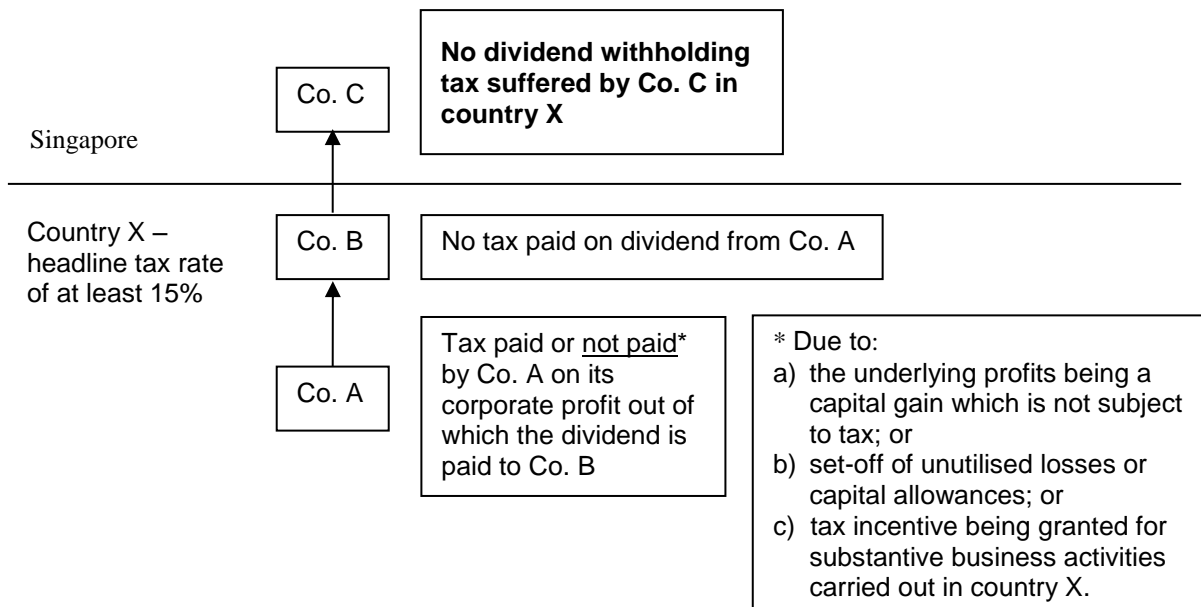 No dividend withholding
tax suffered by Co. C in
country X
Co. C
Singapore
Country X –
headline tax rate
of at least 15%
Co. B
No tax paid on dividend from Co. A
Co. A
Tax paid or not paid*
by Co. A on its
corporate profit out of
which the dividend is
paid to Co. B
* Due to:
a) the underlying profits being a
capital gain which is not subject
to tax; or
b) set-off of unutilised losses or
capital allowances; or
c) tax incentive being granted for
substantive business activities
carried out in country X.